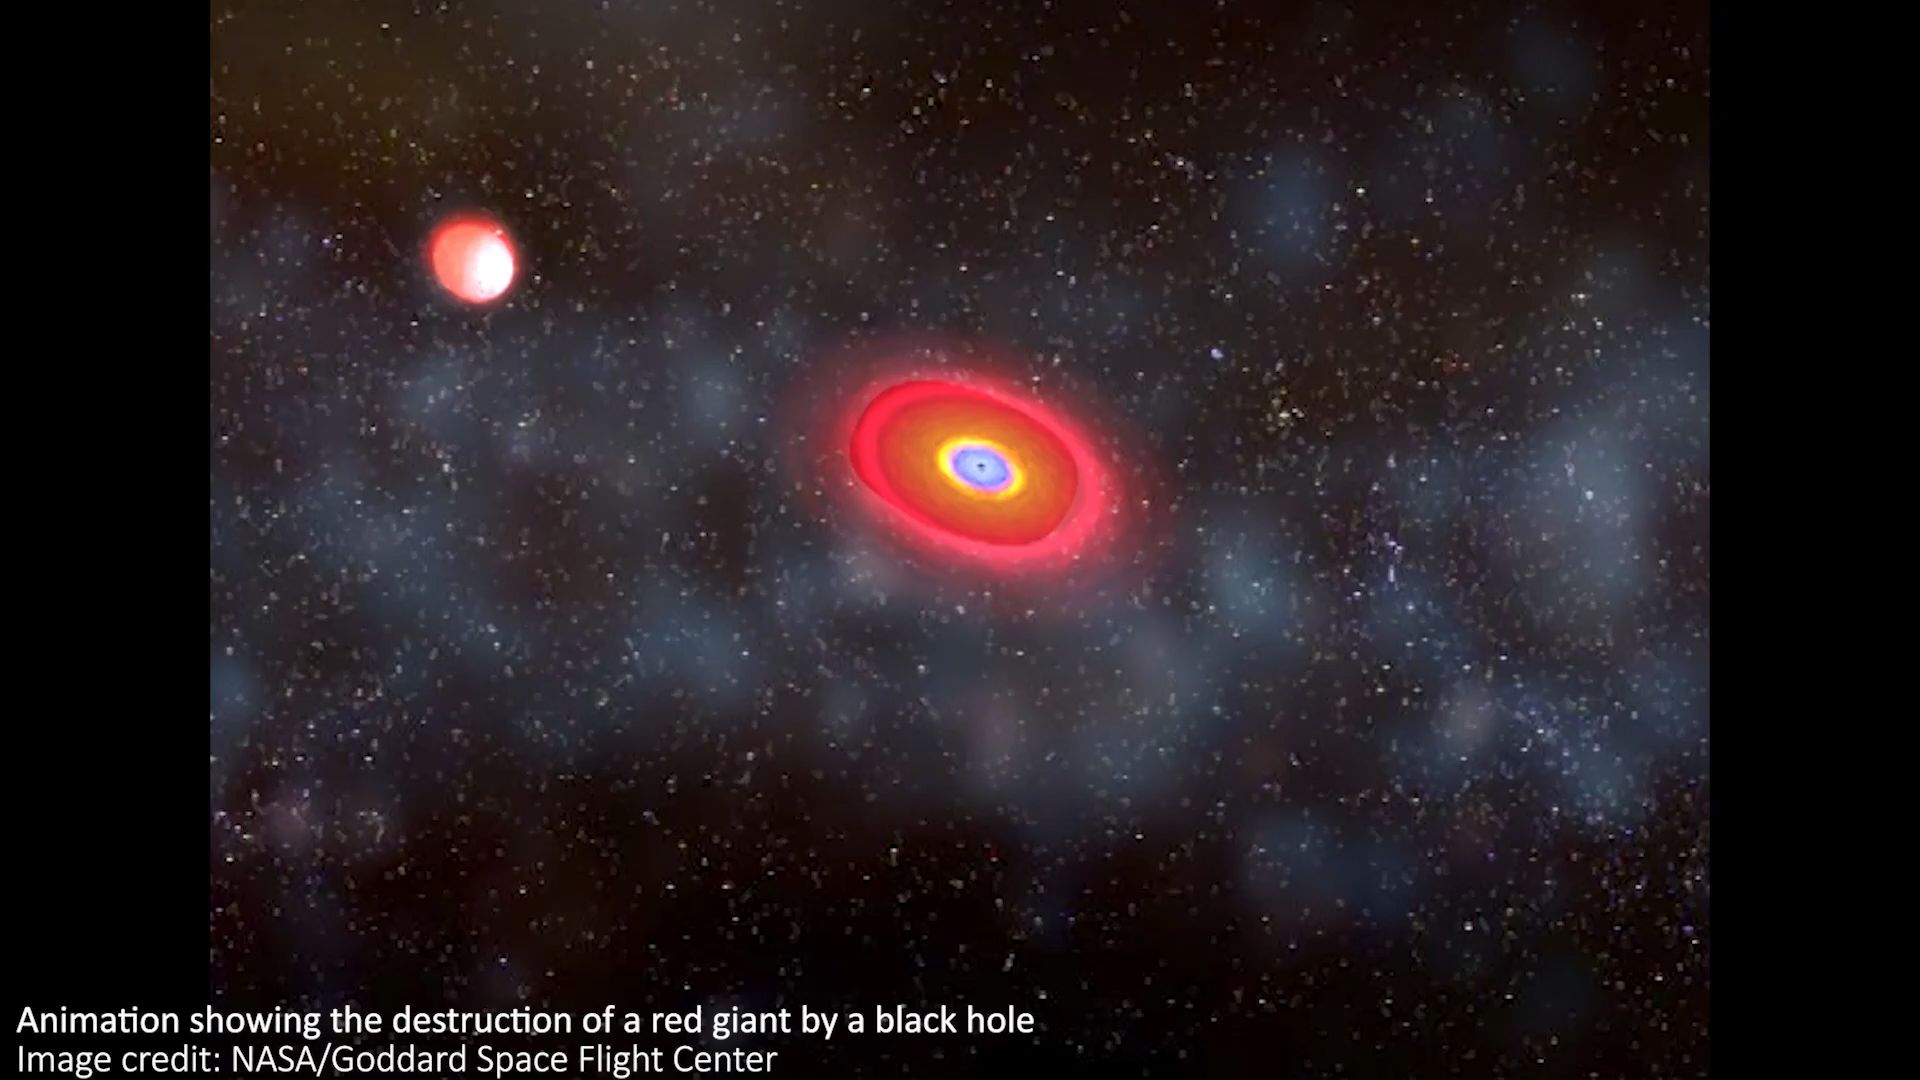 Animation showing the destruction of a red giant by a black hole
Image credit: NASA/Goddard Space Flight Center